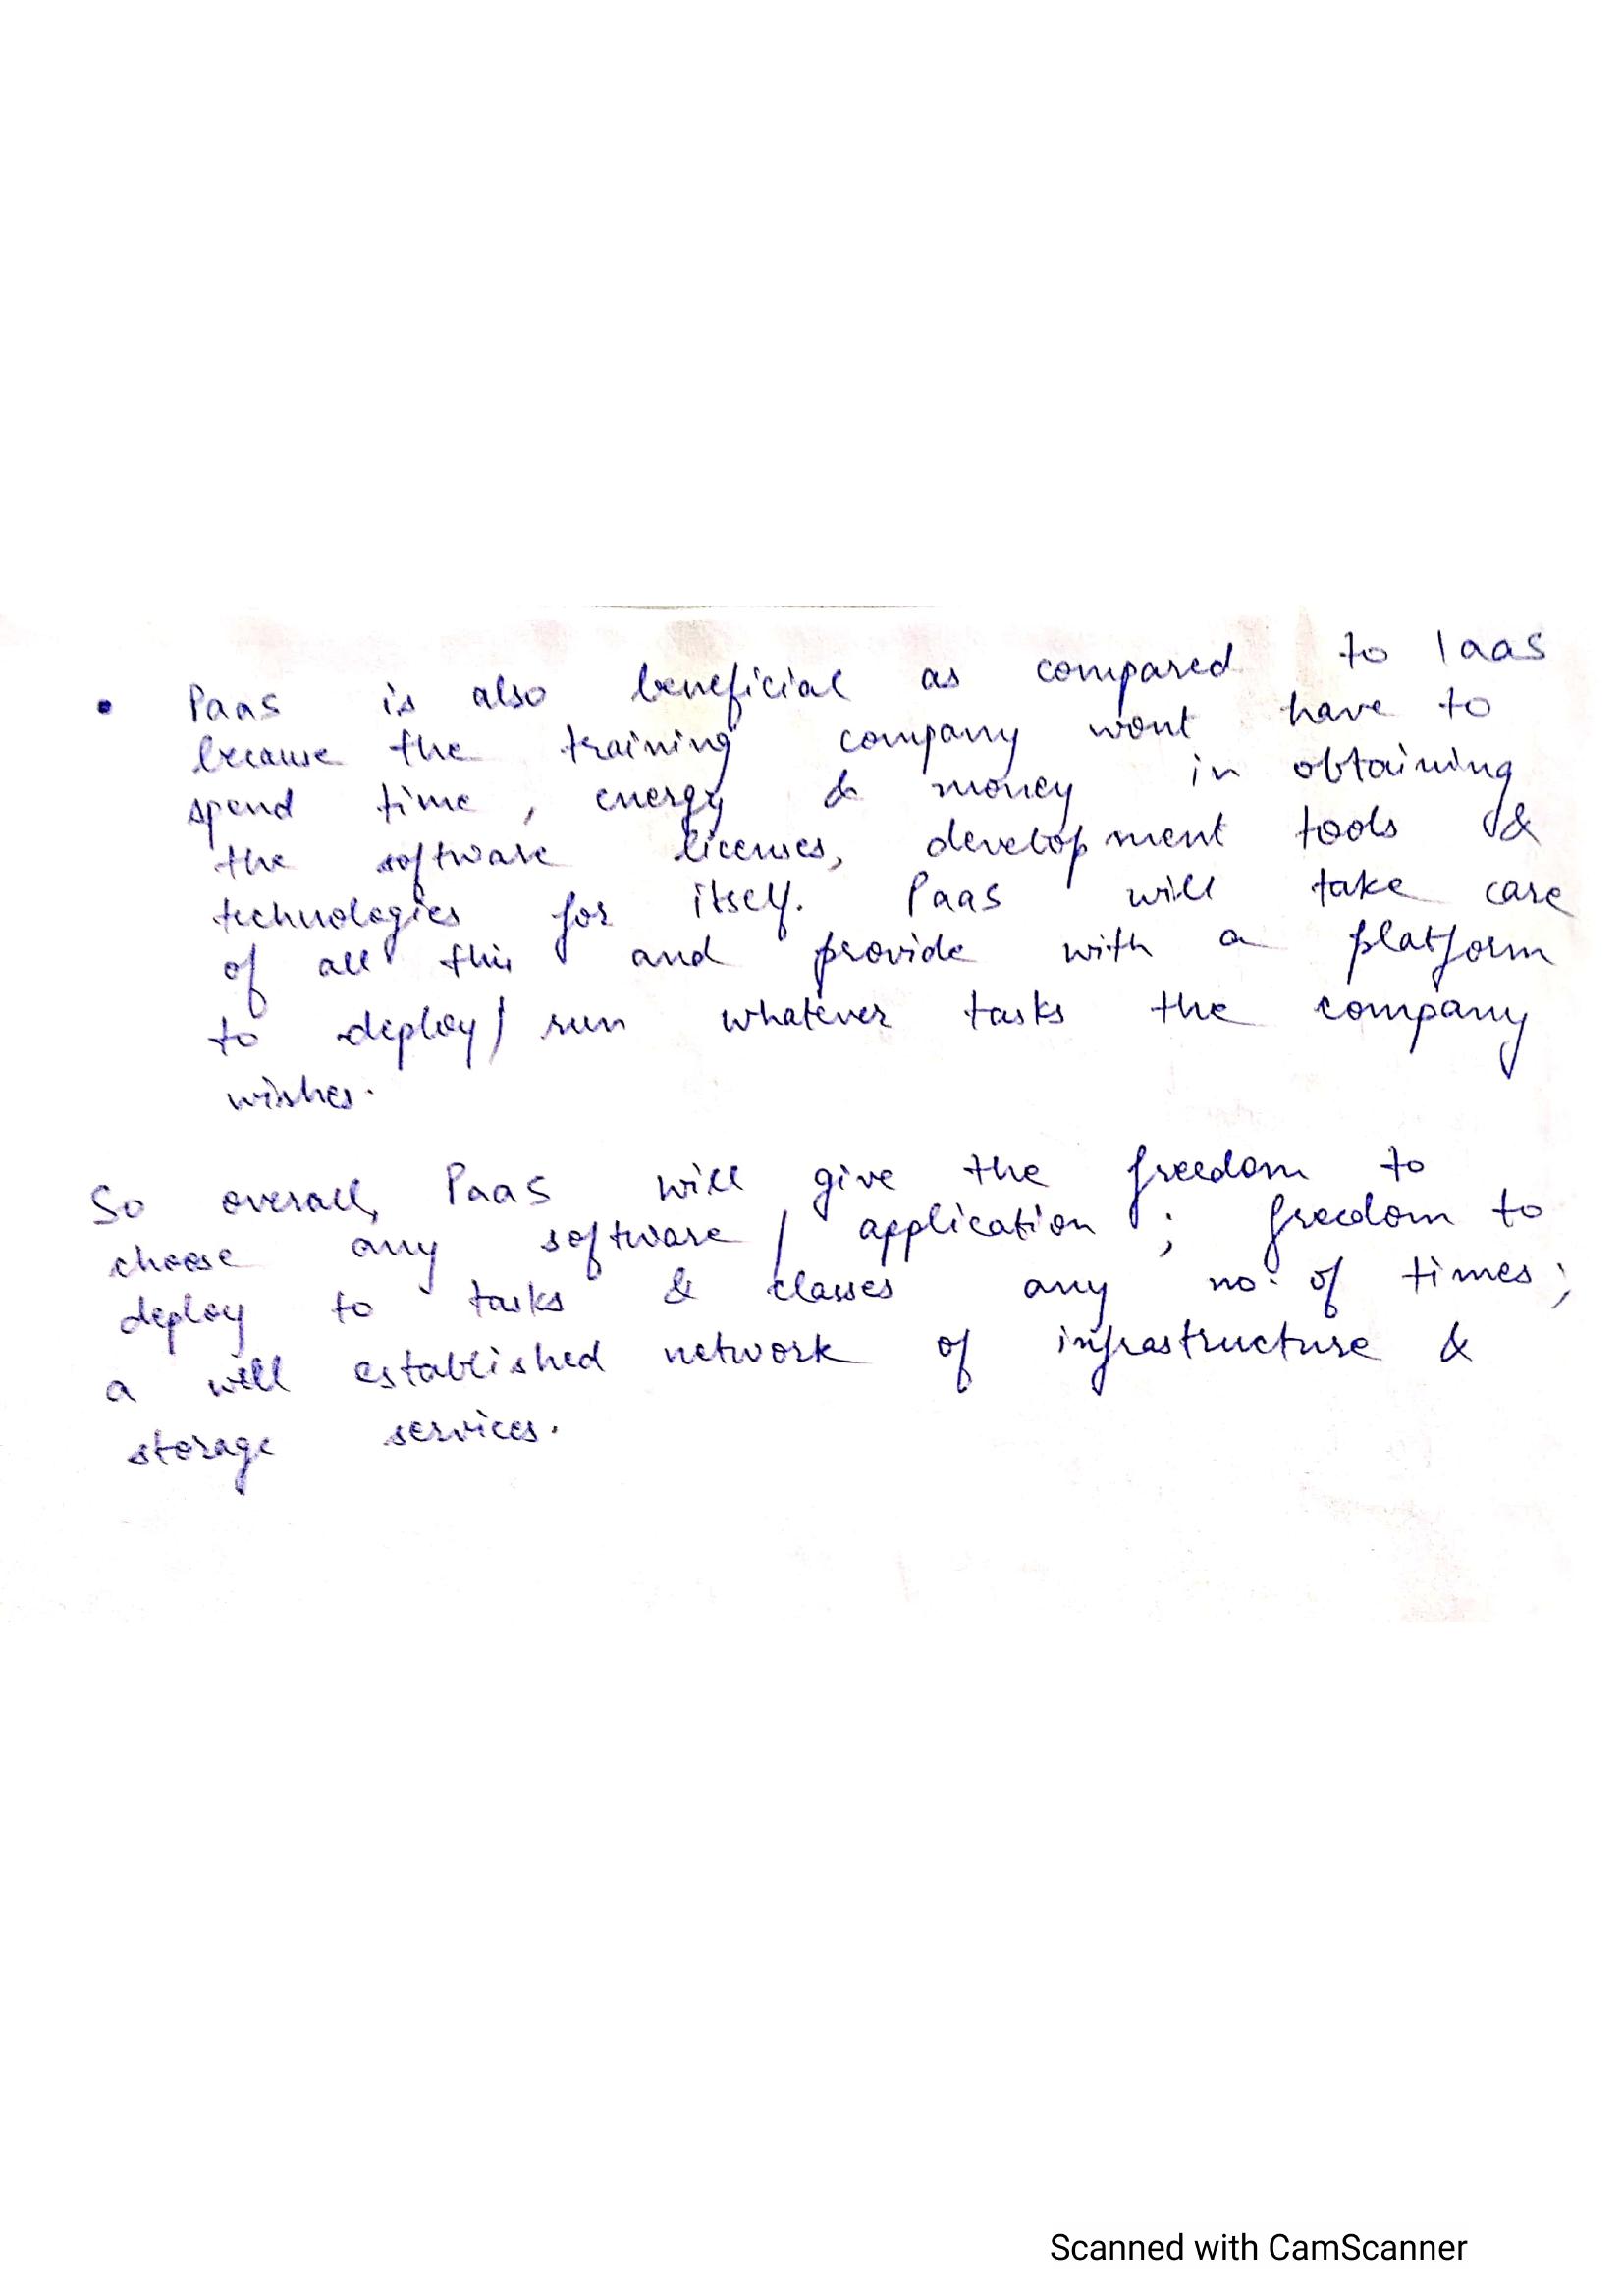 • PaaS is also beneficial as compared to IaaS
because the training company wont have to
spend time, energy & money in obtaining
the software licenses, development tools &
technologies for itself. PaaS will take care
of all this and provide with a platform
to deploy/run whatever tasks the company
wishes.
So overall, PaaS will give the freedom to
choose any software / application ; freedom to
deploy to tasks & classes any no. of times ;
a well established network of infrastructure &
storage services.
Scanned with CamScanner